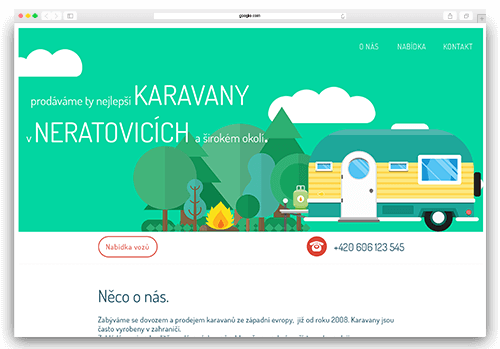 google.com
O NÁS NABÍDKA KONTAKT
prodáváme ty nejlepší KARAVANY
v NERATOVICÍCH a širokém okolí.
Nabídka vozů
+420 606 123 545
Něco o nás.
Zabýváme se dovozem a prodejem karavanů ze západní evropy, již od roku 2008. Karavany jsou
často vyrobeny v zahraničí.